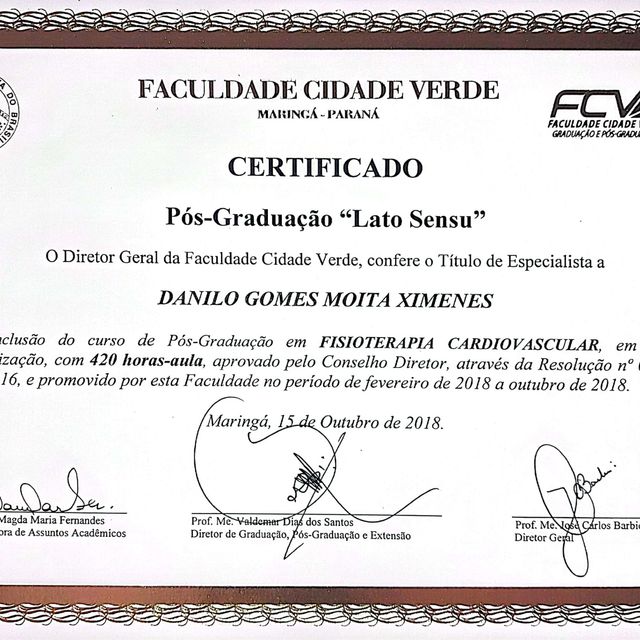 FACULDADE CIDADE VERDE
MARINGÁ - PARANÁ
A DO BRASIL
FCV
FACULDADE CIDADE V
GRADUAÇÃO E PÓS-GRADU
CERTIFICADO
Pós-Graduação “Lato Sensu”
O Diretor Geral da Faculdade Cidade Verde, confere o Título de Especialista a
DANILO GOMES MOITA XIMENES
clusão do curso de Pós-Graduação em FISIOTERAPIA CARDIOVASCULAR, em
ização, com 420 horas-aula, aprovado pelo Conselho Diretor, através da Resolução nº
16, e promovido por esta Faculdade no período de fevereiro de 2018 a outubro de 2018.
Maringá, 15 de Outubro de 2018.
Magda Maria Fernandes
ora de Assuntos Acadêmicos
Prof. Me. Valdemar Dias dos Santos
Diretor de Graduação, Pós-Graduação e Extensão
Prof. Me. José Carlos Barbie
Diretor Geral